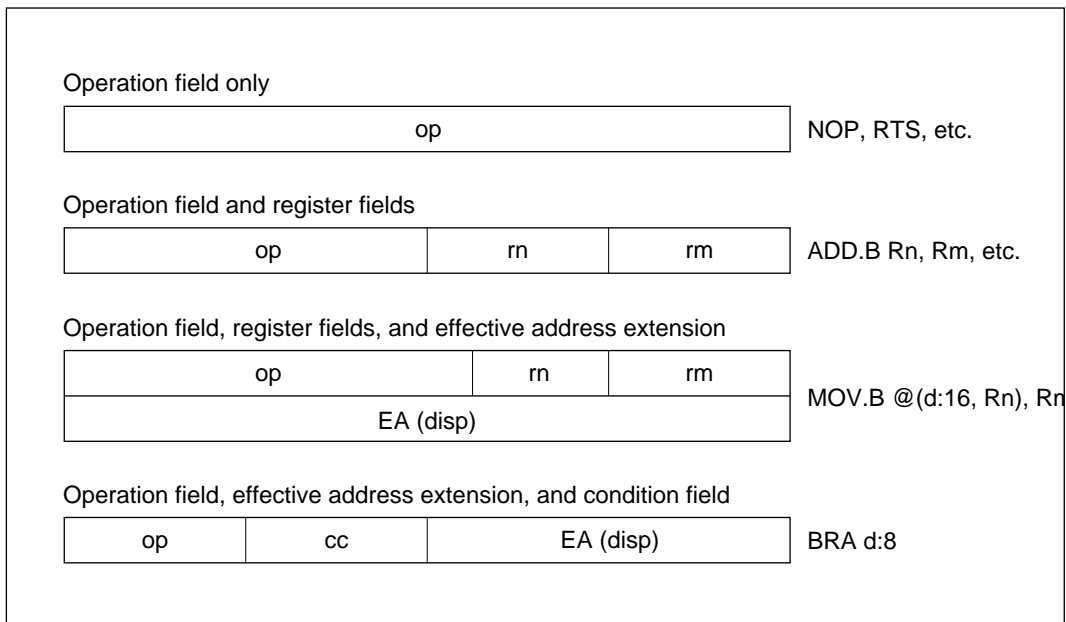 Operation field only
op
NOP, RTS, etc.
Operation field and register fields
op rn rm
ADD.B Rn, Rm, etc.
Operation field, register fields, and effective address extension
op rn rm
EA (disp)
MOV.B @(d:16, Rn),
Operation field, effective address extension, and condition field
op cc EA (disp)
BRA d:8